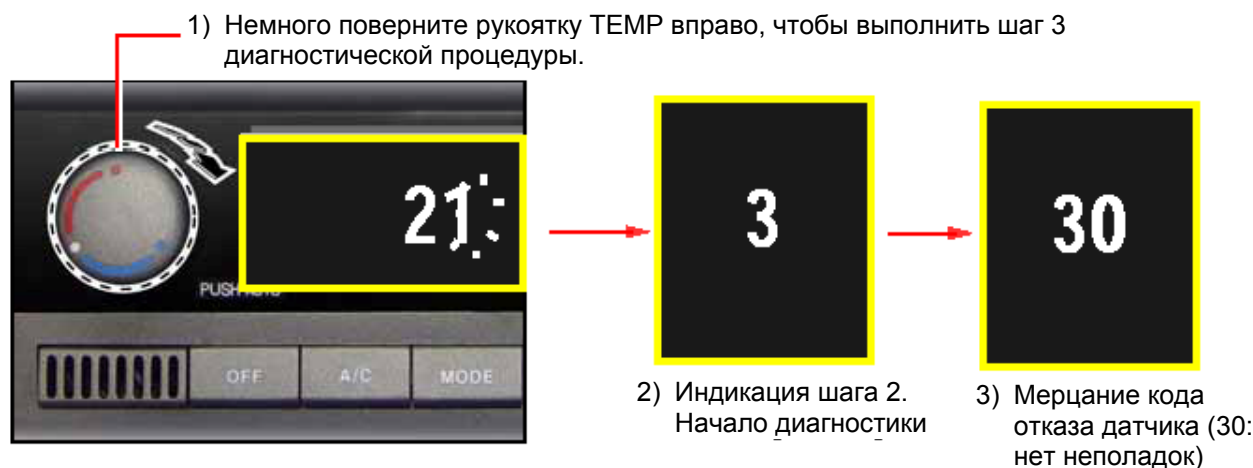 1) Немного поверните рукоятку TEMP вправо, чтобы выполнить шаг 3
диагностической процедуры.
21
3
30
PUSH AUTO
OFF
A/C
MODE
2) Индикация шага 2.
Начало диагностики
3) Мерцание кода
отказа датчика (30:
нет неполадок)